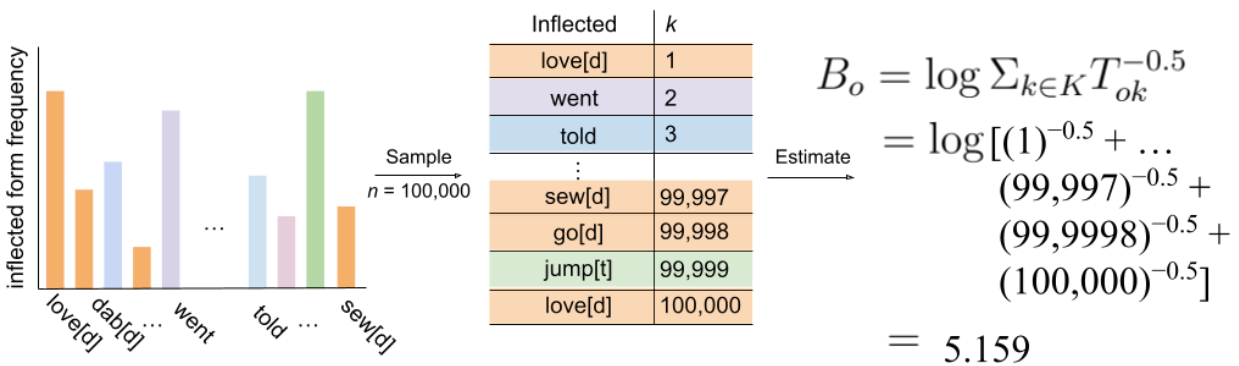 inflected form frequency
love[d]
dab[d]
...
went
...
told
...
sew[d]
Sample
n = 100,000
Inflected k
love[d] 1
went 2
told 3
⋮
sew[d] 99,997
go[d] 99,998
jump[t] 99,999
love[d] 100,000
Estimate
B_o = log Σ_{k∈K} T_{ok}^{-0.5}
= log[(1)^{-0.5} + ...
(99,997)^{-0.5} +
(99,9998)^{-0.5} +
(100,000)^{-0.5}]
= 5.159